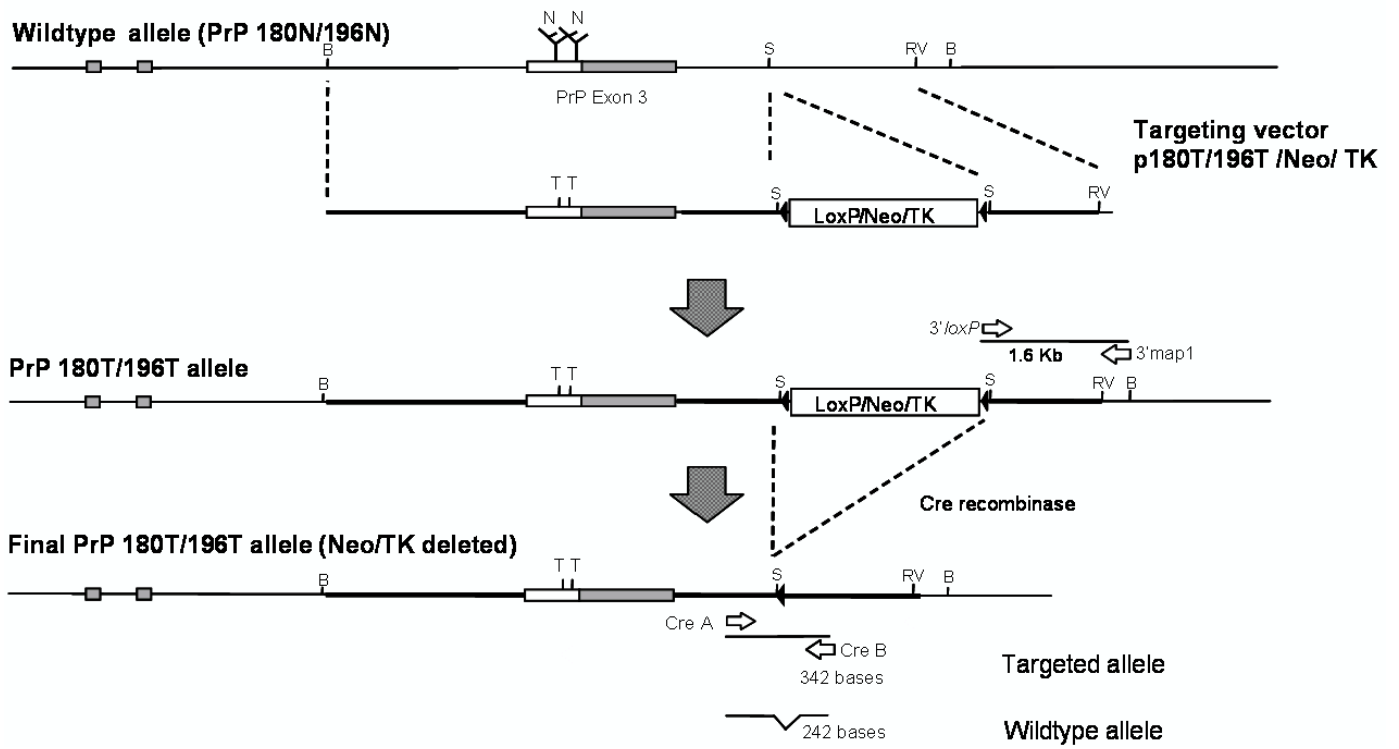 Wildtype allele (PrP 180N/196N)
N N
B S RV B
PrP Exon 3
Targeting vector
p180T/196T /Neo/ TK
T T S S RV
LoxP/Neo/TK
3'loxP
1.6 Kb
3'map1
PrP 180T/196T allele
B T T S S RV B
LoxP/Neo/TK
Cre recombinase
Final PrP 180T/196T allele (Neo/TK deleted)
B T T S RV B
Cre A
Cre B
342 bases
Targeted allele
242 bases
Wildtype allele